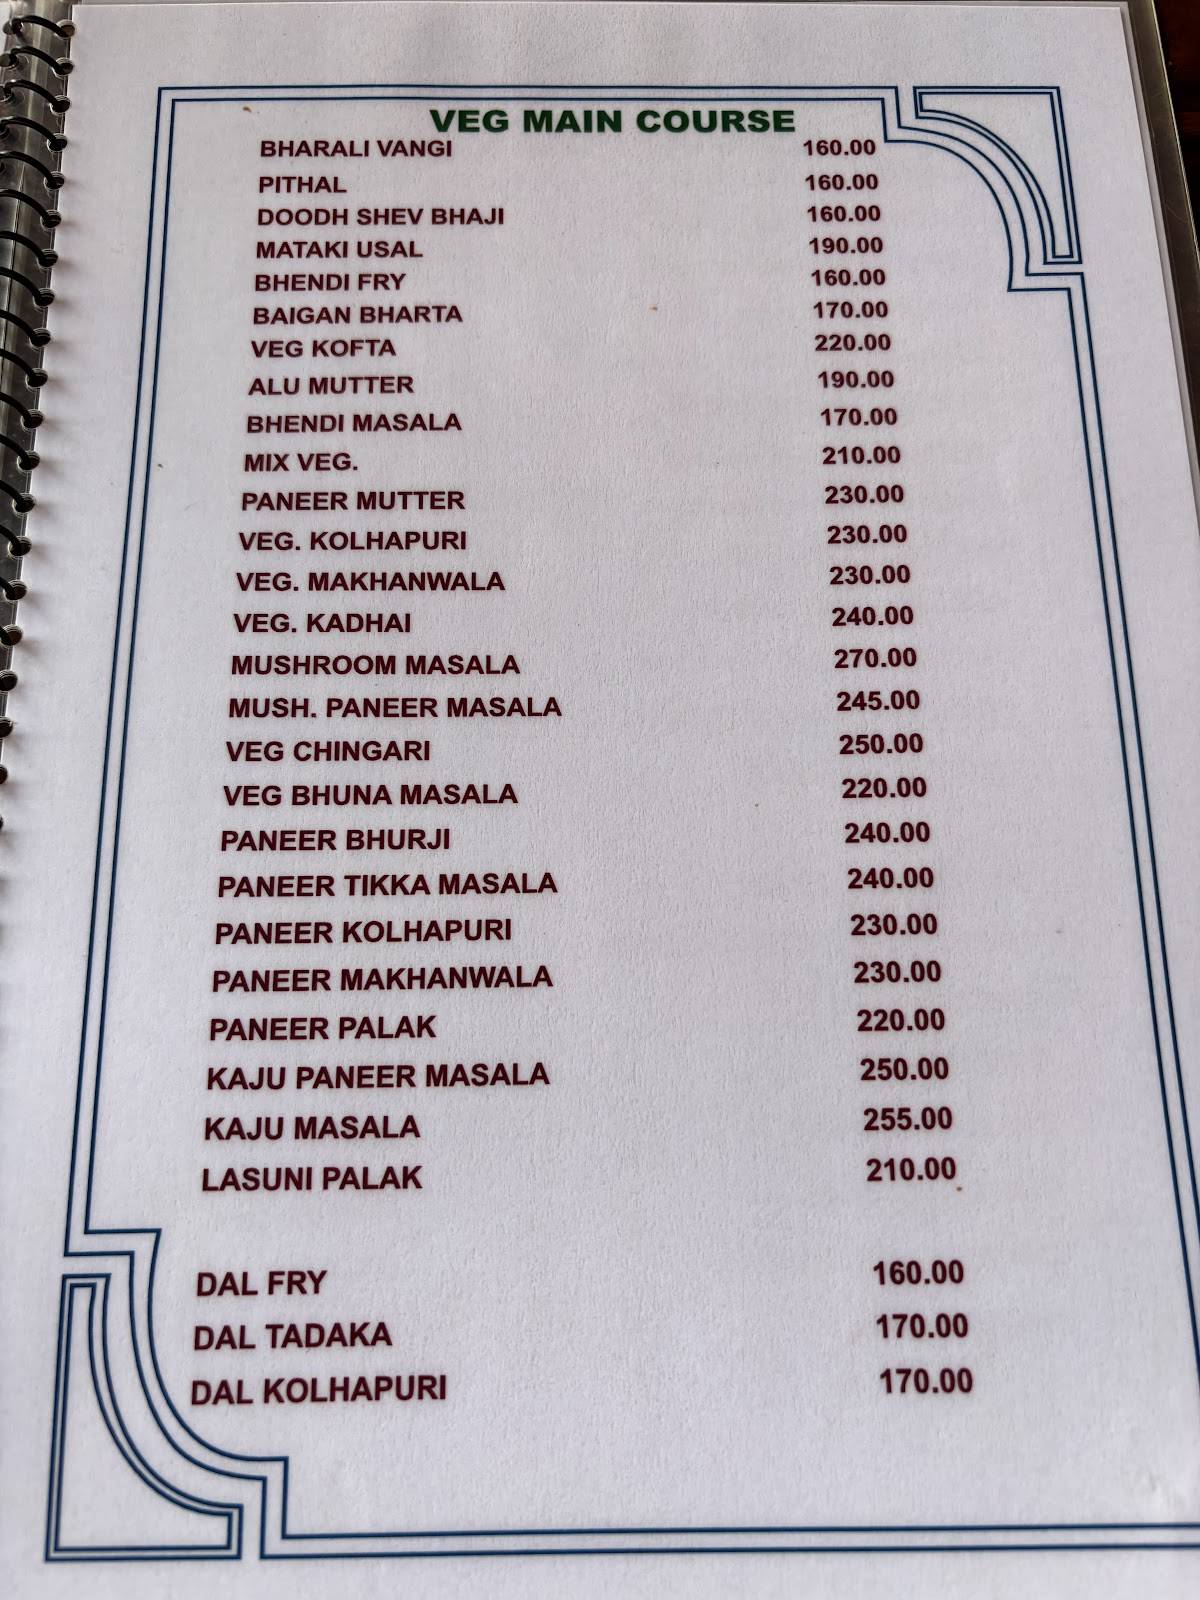 VEG MAIN COURSE
BHARALI VANGI 160.00
PITHAL 160.00
DOODH SHEV BHAJI 160.00
MATAKI USAL 190.00
BHENDI FRY 160.00
BAIGAN BHARTA 170.00
VEG KOFTA 220.00
ALU MUTTER 190.00
BHENDI MASALA 170.00
MIX VEG. 210.00
PANEER MUTTER 230.00
VEG. KOLHAPURI 230.00
VEG. MAKHANWALA 230.00
VEG. KADHAI 240.00
MUSHROOM MASALA 270.00
MUSH. PANEER MASALA 245.00
VEG CHINGARI 250.00
VEG BHUNA MASALA 220.00
PANEER BHURJI 240.00
PANEER TIKKA MASALA 240.00
PANEER KOLHAPURI 230.00
PANEER MAKHANWALA 230.00
PANEER PALAK 220.00
KAJU PANEER MASALA 250.00
KAJU MASALA 255.00
LASUNI PALAK 210.00
DAL FRY 160.00
DAL TADAKA 170.00
DAL KOLHAPURI 170.00